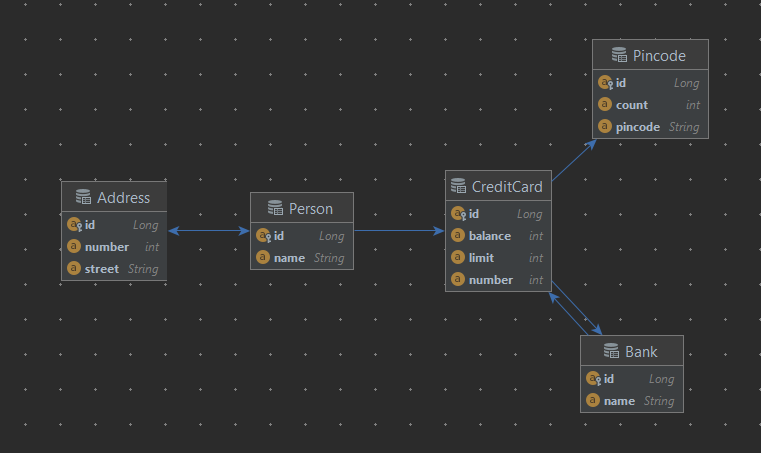 Pincode
id Long
count int
pincode String
Address
id Long
number int
street String
Person
id Long
name String
CreditCard
id Long
balance int
limit int
number int
Bank
id Long
name String